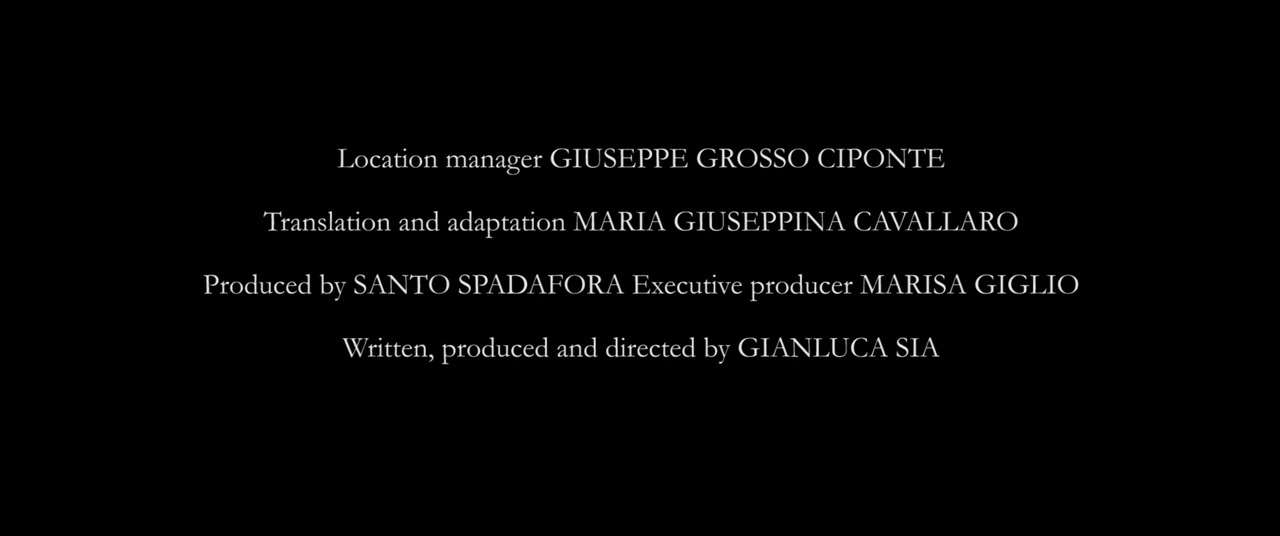 Location manager GIUSEPPE GROSSO CIPONTE
Translation and adaptation MARIA GIUSEPPINA CAVALLARO
Produced by SANTO SPADAFORA Executive producer MARISA GIGLIO
Written, produced and directed by GIANLUCA SIA